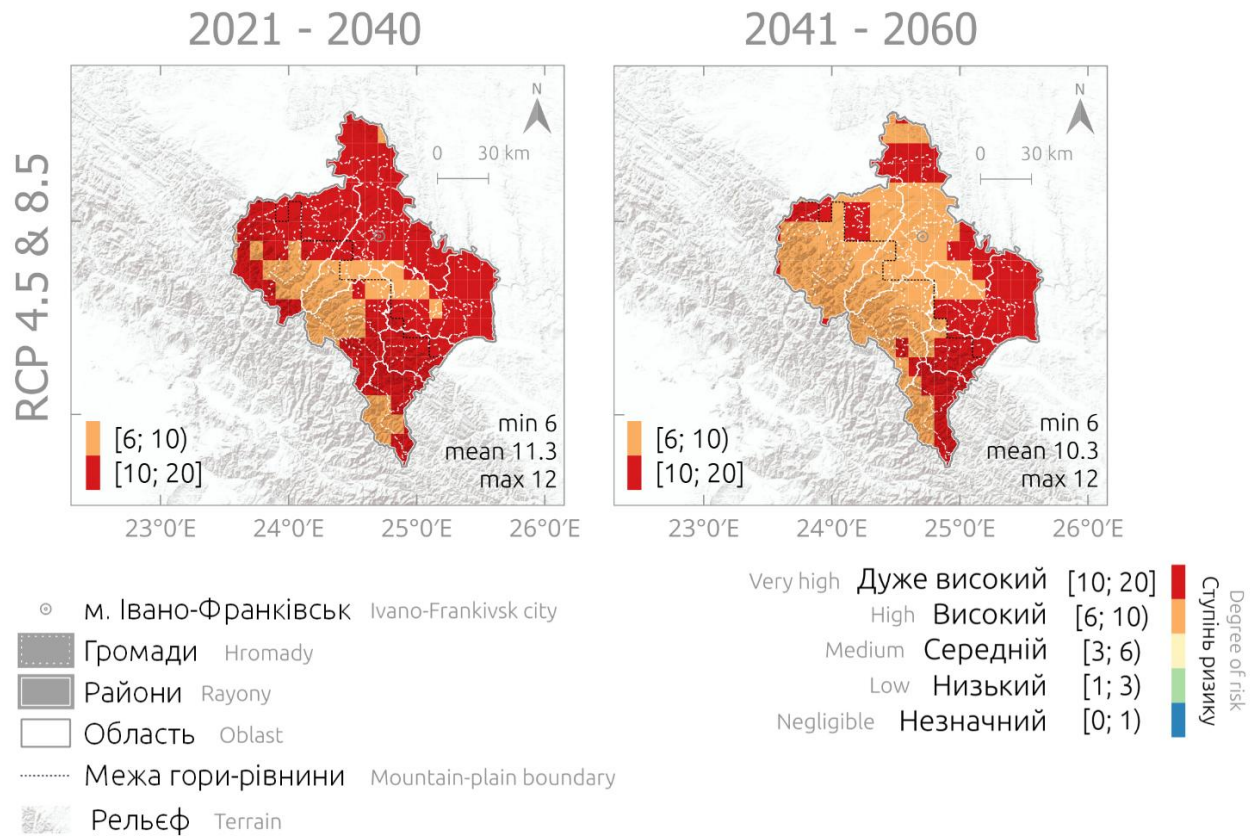 2021 - 2040
2041 - 2060
RCP 4.5 & 8.5
N
0 30 km
[6; 10)
[10; 20]
min 6
mean 11.3
max 12
23°0'E 24°0'E 25°0'E 26°0'E
N
0 30 km
[6; 10)
[10; 20]
min 6
mean 10.3
max 12
23°0'E 24°0'E 25°0'E 26°0'E
м. Івано-Франківськ Ivano-Frankivsk city
Громади Hromady
Райони Rayony
Область Oblast
Межа гори-рівнини Mountain-plain boundary
Рельєф Terrain
Very high Дуже високий [10; 20]
High Високий [6; 10)
Medium Середній [3; 6)
Low Низький [1; 3)
Negligible Незначний [0; 1)
Ступінь ризику
Degree of risk